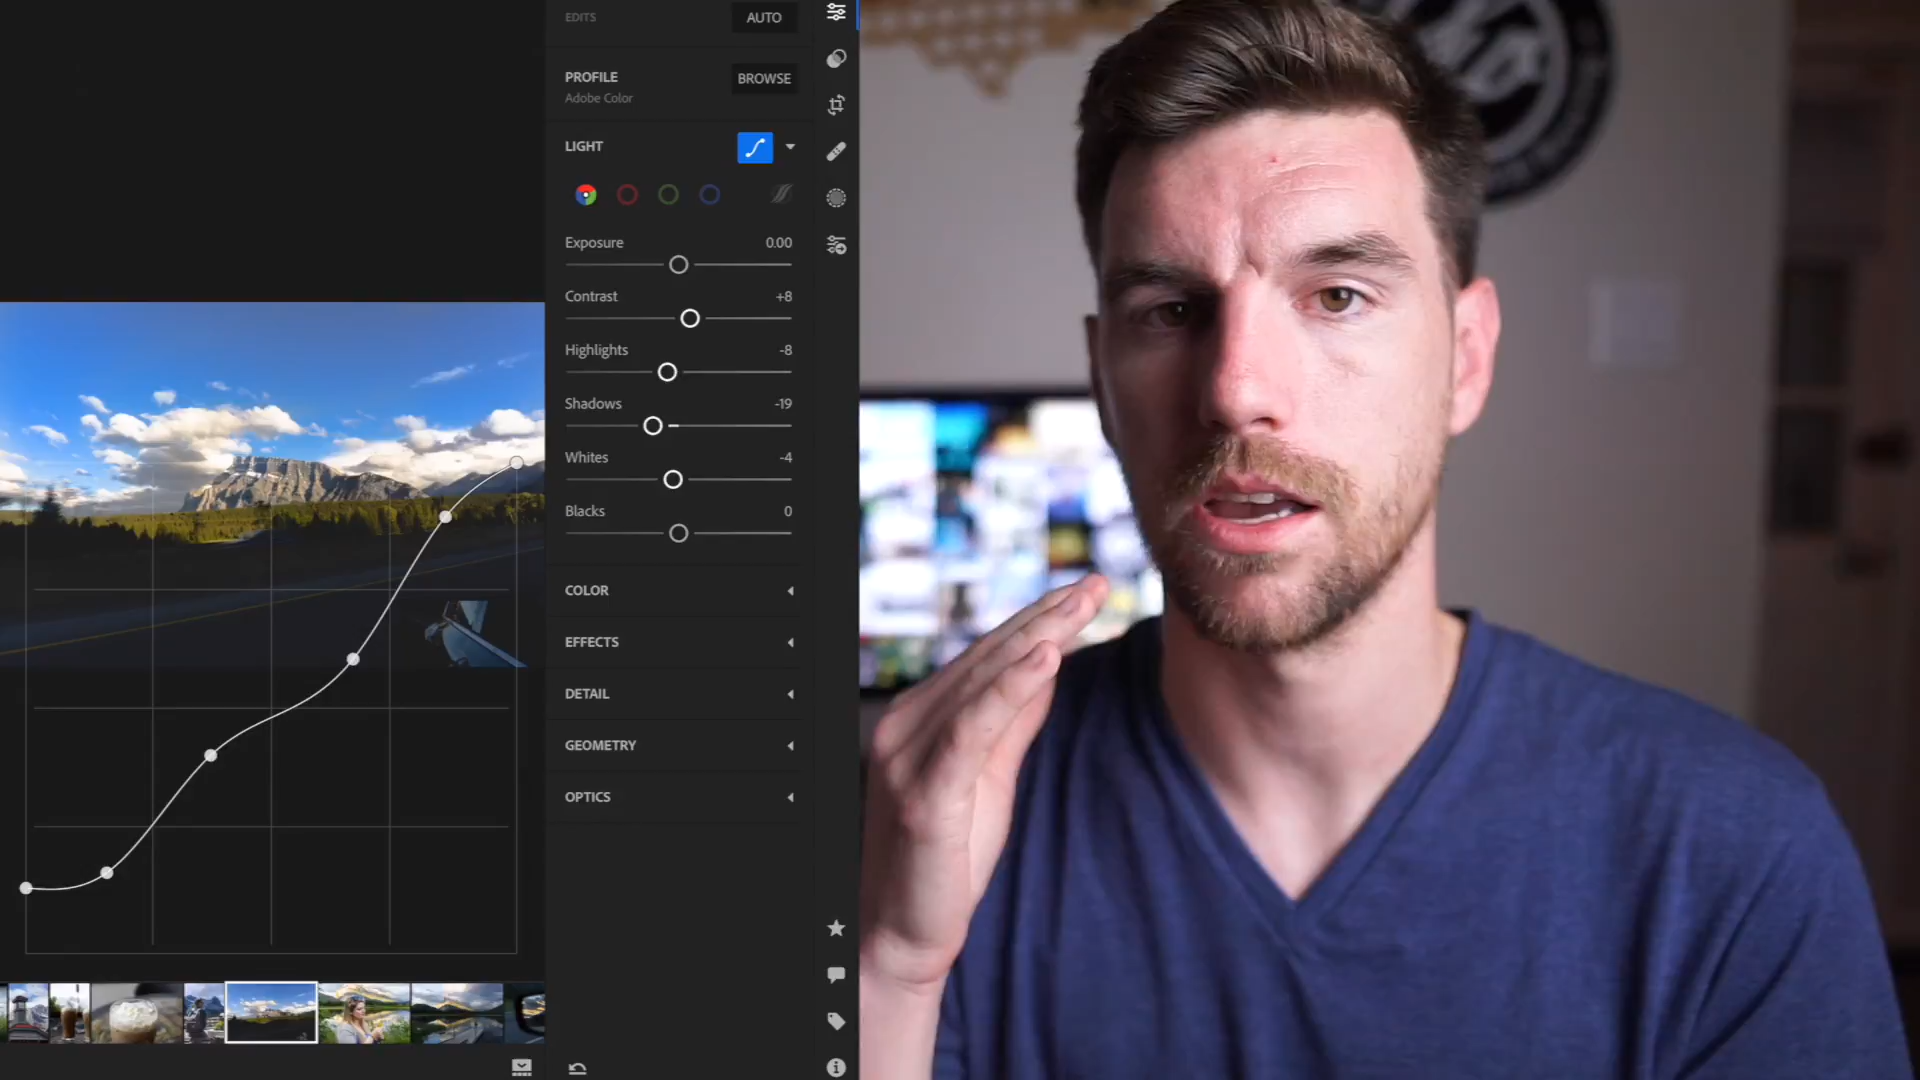 EDITS AUTO
PROFILE BROWSE
Adobe Color
LIGHT
Exposure 0.00
Contrast +8
Highlights -8
Shadows -19
Whites -4
Blacks 0
COLOR
EFFECTS
DETAIL
GEOMETRY
OPTICS